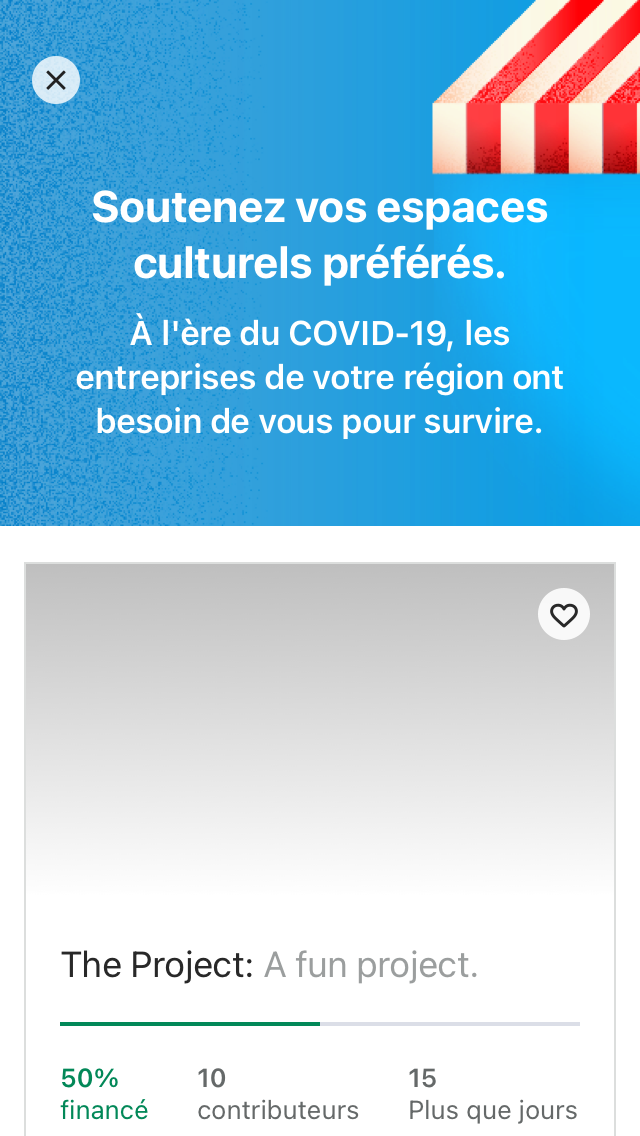 Soutenez vos espaces
culturels préférés.
À l'ère du COVID-19, les
entreprises de votre région ont
besoin de vous pour survire.
The Project: A fun project.
50%
financé
10
contributeurs
15
Plus que jours